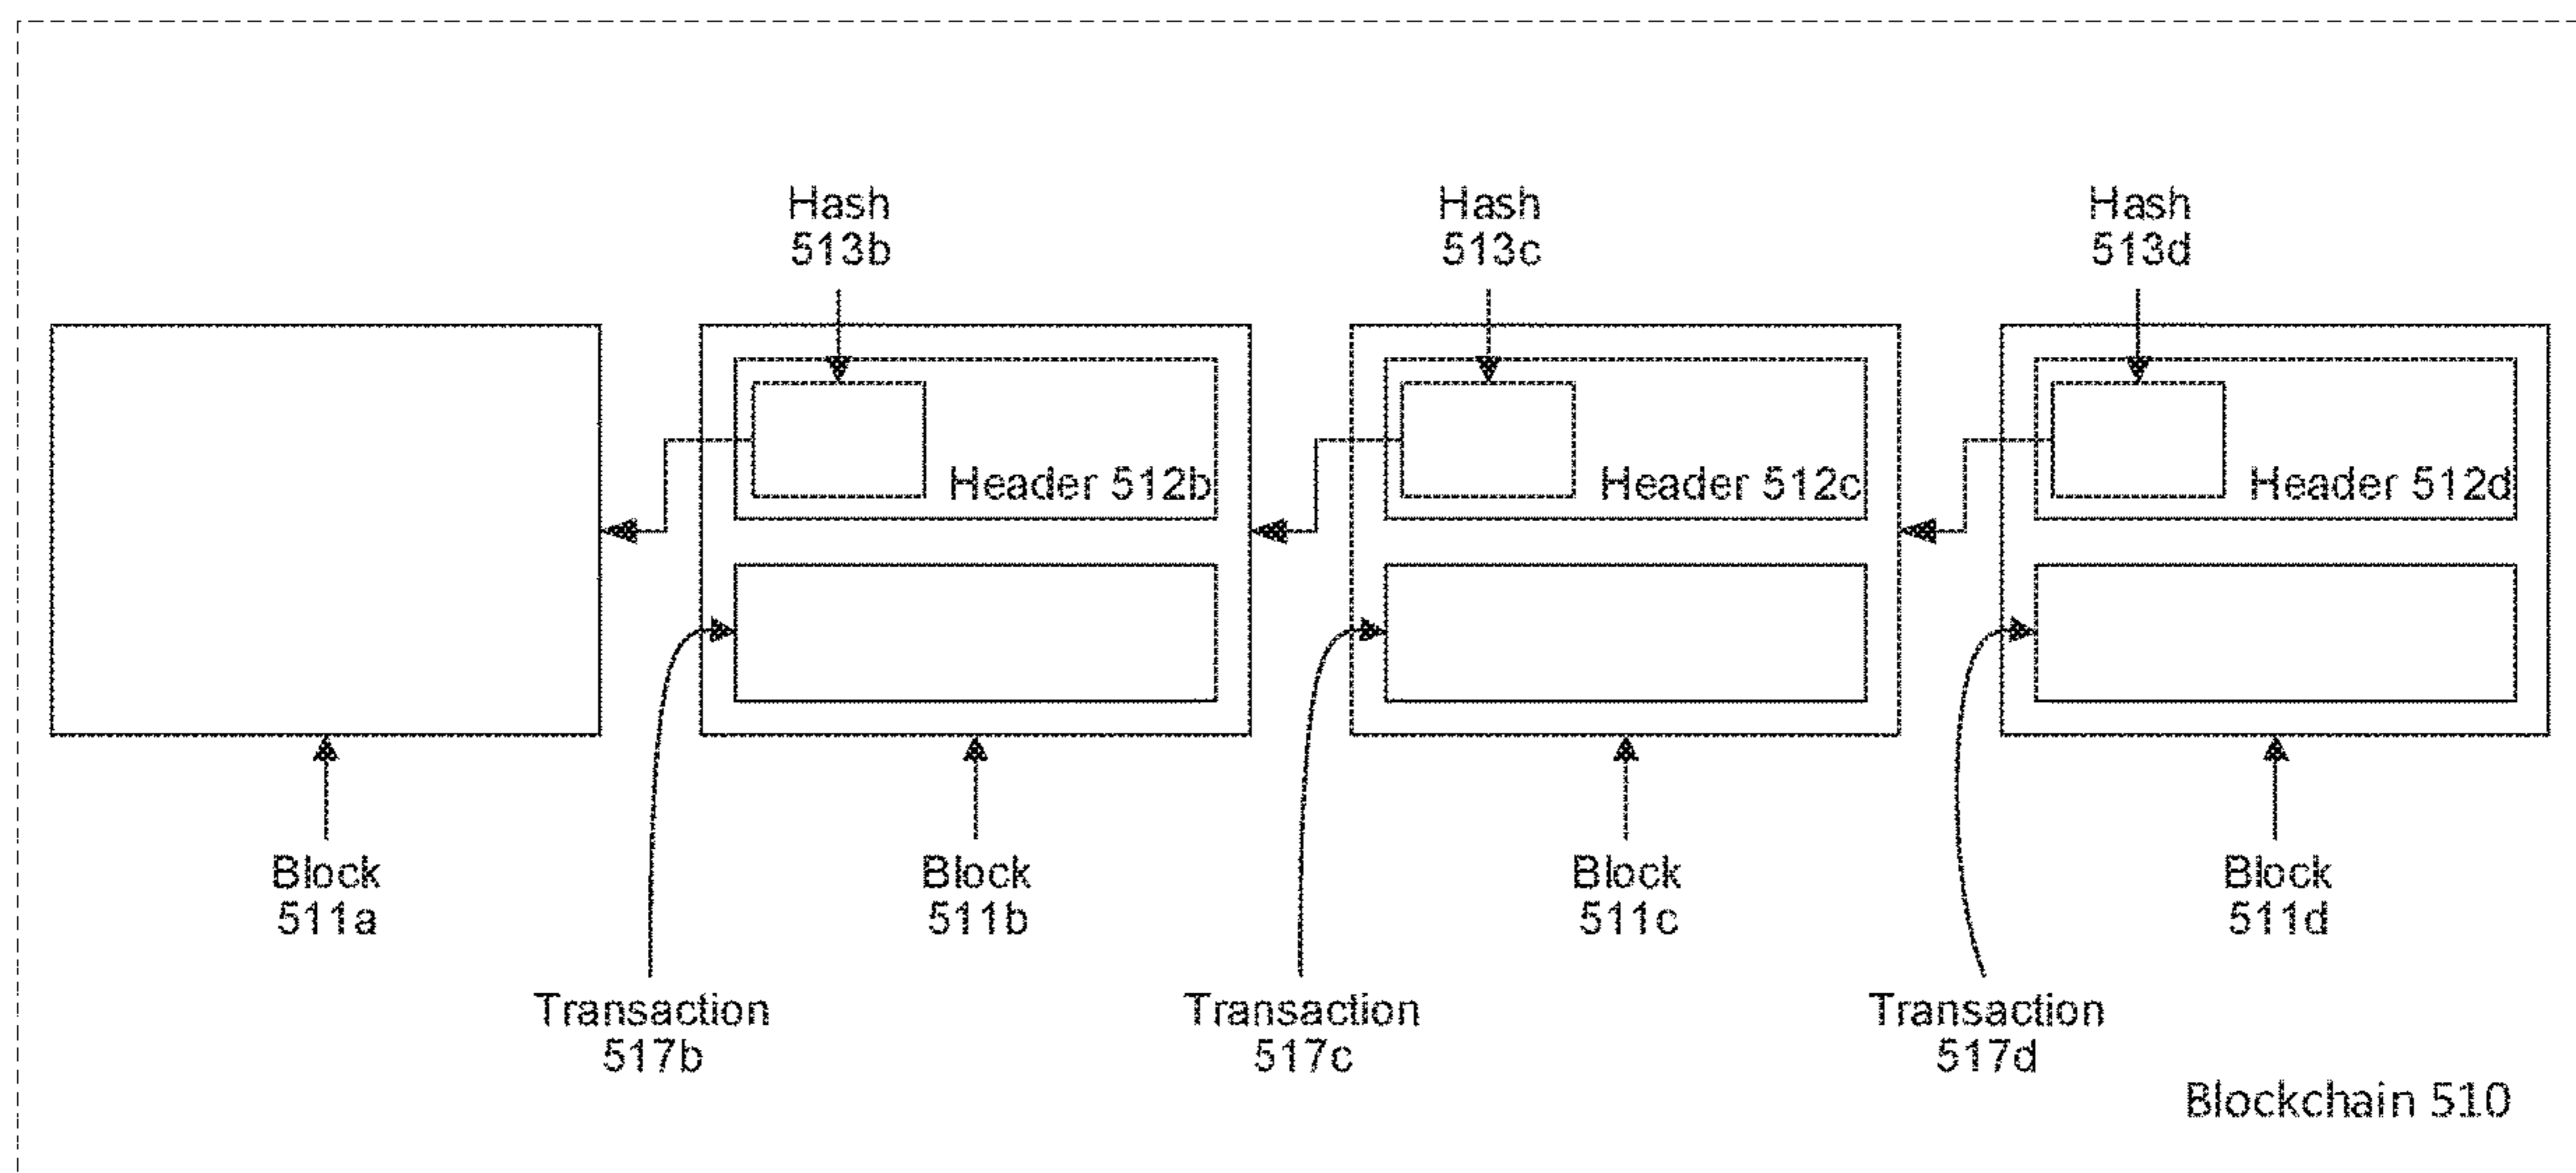 Hash
513b
Hash
513c
Hash
513d
Header 512b
Header 512c
Header 512d
Block
511a
Block
511b
Block
511c
Block
511d
Transaction
517b
Transaction
517c
Transaction
517d
Blockchain 510